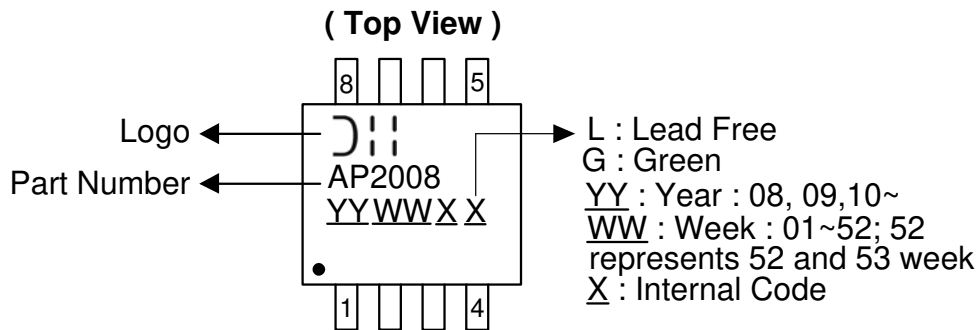 ( Top View )
8 5
Logo
Part Number
AP2008
YY WW X X
L : Lead Free
G : Green
YY : Year : 08, 09,10~
WW : Week : 01~52; 52
represents 52 and 53 week
X : Internal Code
1 4